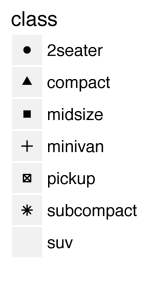 class
2seater
compact
midsize
minivan
pickup
subcompact
suv